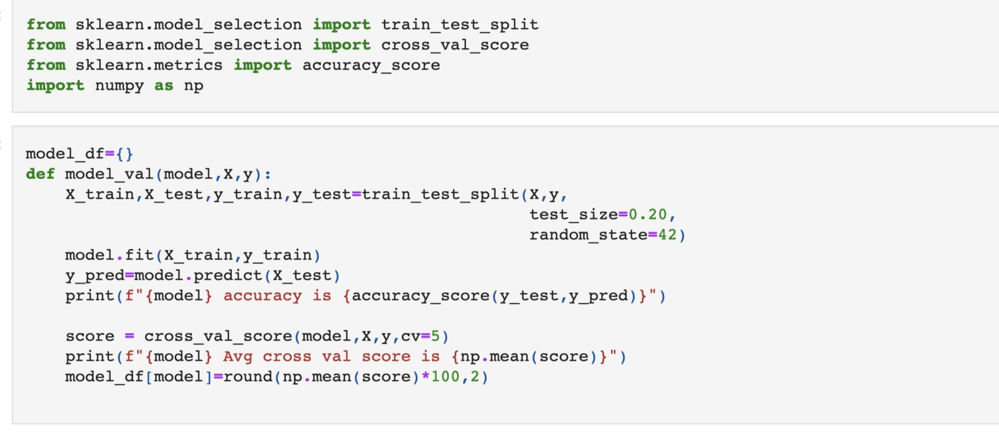 from sklearn.model_selection import train_test_split
from sklearn.model_selection import cross_val_score
from sklearn.metrics import accuracy_score
import numpy as np
model_df={}
def model_val(model,X,y):
    X_train,X_test,y_train,y_test=train_test_split(X,y,
                                                   test_size=0.20,
                                                   random_state=42)
    model.fit(X_train,y_train)
    y_pred=model.predict(X_test)
    print(f"{model} accuracy is {accuracy_score(y_test,y_pred)}")
    score = cross_val_score(model,X,y,cv=5)
    print(f"{model} Avg cross val score is {np.mean(score)}")
    model_df[model]=round(np.mean(score)*100,2)